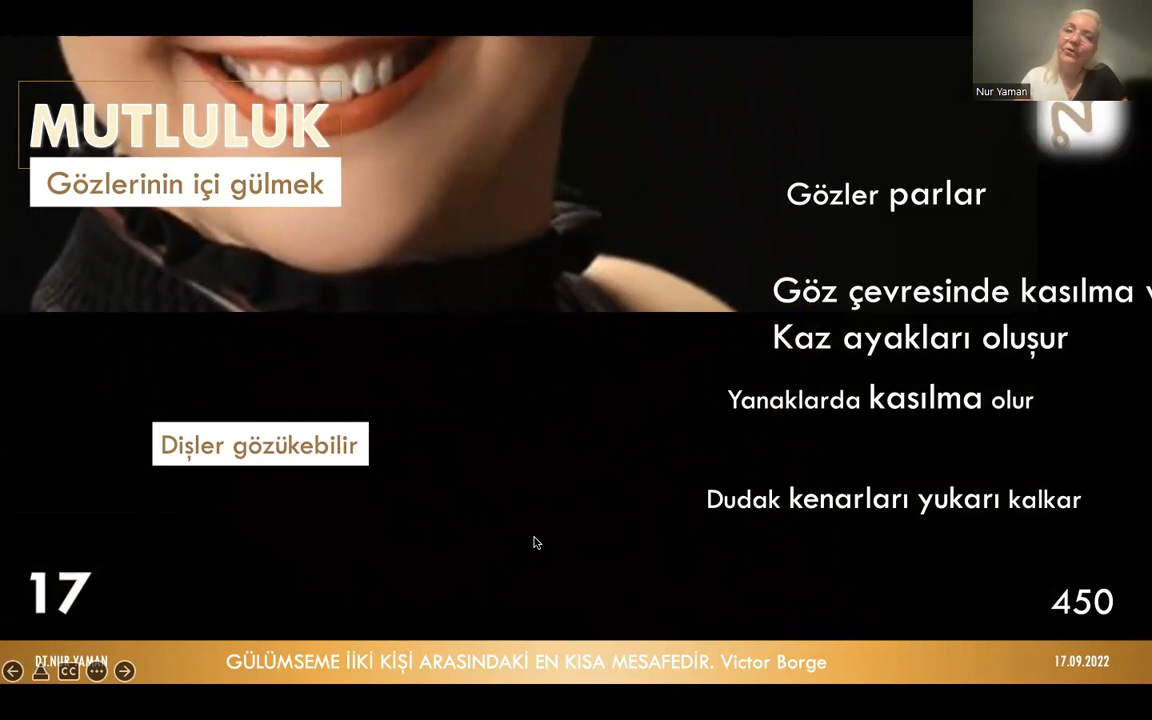 Nur Yaman
MUTLULUK
Gözlerinin içi gülmek
Gözler parlar
Göz çevresinde kasılma
Kaz ayakları oluşur
Yanaklarda kasılma olur
Dişler gözükebilir
Dudak kenarları yukarı kalkar
17
450
DT.NUR YAMAN
CC
GÜLÜMSEME İİKİ KİŞİ ARASINDAKİ EN KISA MESAFEDİR. Victor Borge
17.09.2022